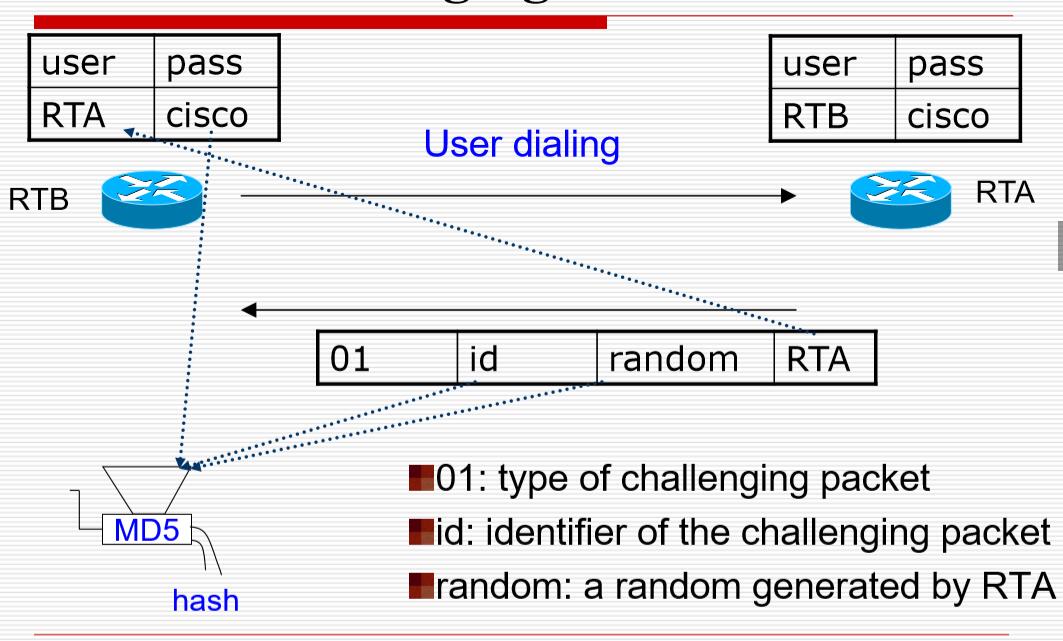 user pass
RTA cisco
user pass
RTB cisco
User dialing
RTB
RTA
01 id random RTA
MD5
hash
01: type of challenging packet
id: identifier of the challenging packet
random: a random generated by RTA